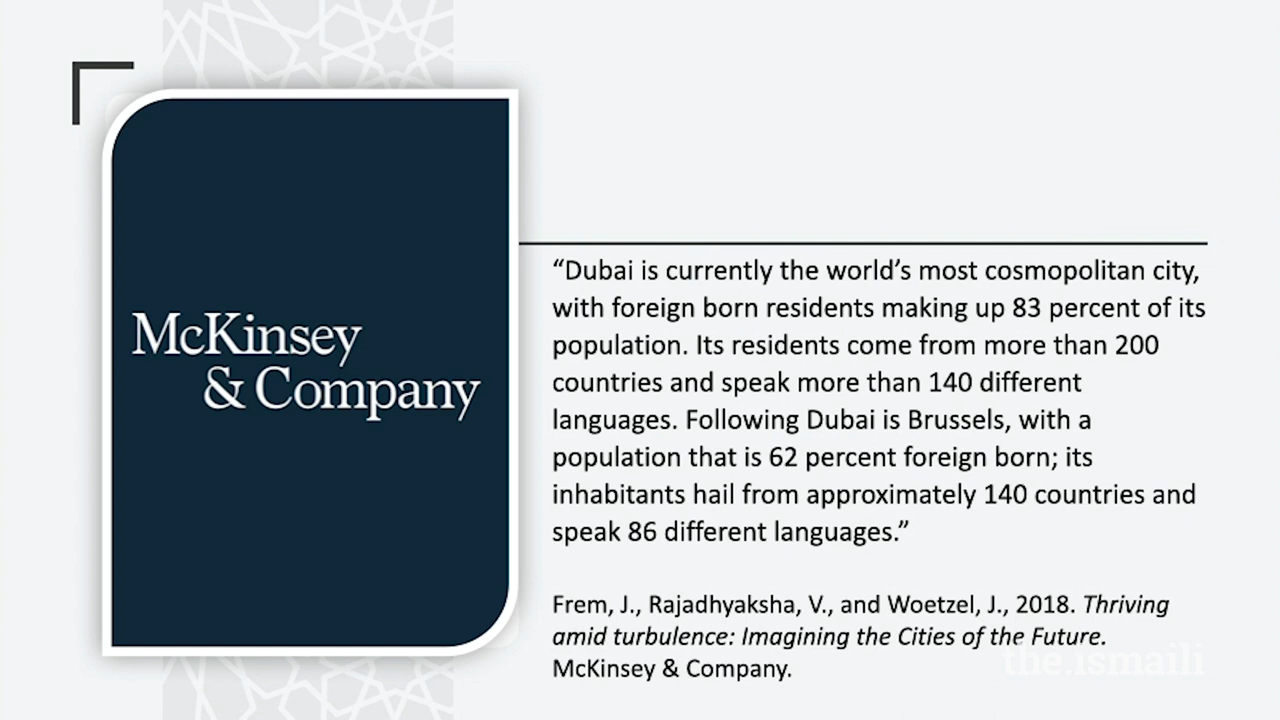 McKinsey
& Company
“Dubai is currently the world’s most cosmopolitan city,
with foreign born residents making up 83 percent of its
population. Its residents come from more than 200
countries and speak more than 140 different
languages. Following Dubai is Brussels, with a
population that is 62 percent foreign born; its
inhabitants hail from approximately 140 countries and
speak 86 different languages.”
Frem, J., Rajadhyaksha, V., and Woetzel, J., 2018. Thriving
amid turbulence: Imagining the Cities of the Future.
McKinsey & Company.
the.ismaili